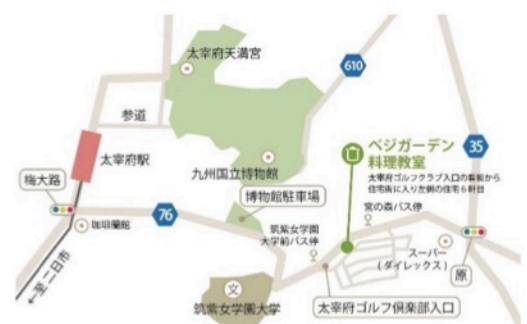 太宰府天満宮
610
参道
ベジガーデン
料理教室
35
太宰府駅
九州国立博物館
太宰府ゴルフクラブ入口の看板から
住宅街に入り左側の住宅6軒目
梅大路
博物館駐車場
宮の森バス停
76
珈琲蘭館
筑紫女学園
大学前バス停
スーパー
(ダイレックス)
原
←至二日市
文
筑紫女学園大学
太宰府ゴルフ倶楽部入口